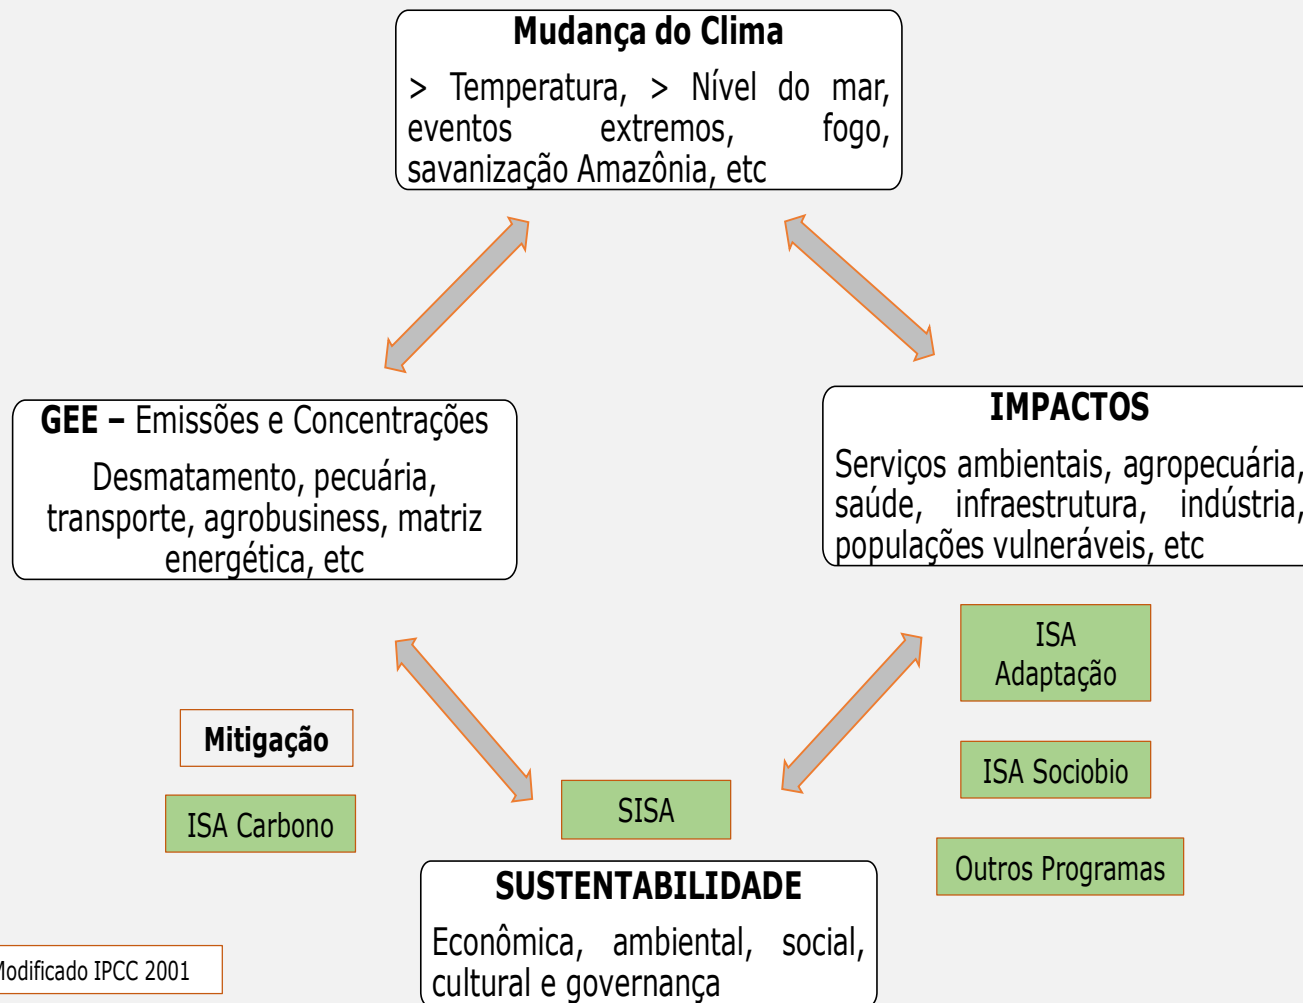 Mudança do Clima
> Temperatura, > Nível do mar,
eventos extremos, fogo,
savanização Amazônia, etc
GEE – Emissões e Concentrações
Desmatamento, pecuária,
transporte, agrobusiness, matriz
energética, etc
IMPACTOS
Serviços ambientais, agropecuária,
saúde, infraestrutura, indústria,
populações vulneráveis, etc
ISA
Adaptação
Mitigação
ISA Sociobio
ISA Carbono
SISA
Outros Programas
SUSTENTABILIDADE
Econômica, ambiental, social,
cultural e governança
Modificado IPCC 2001